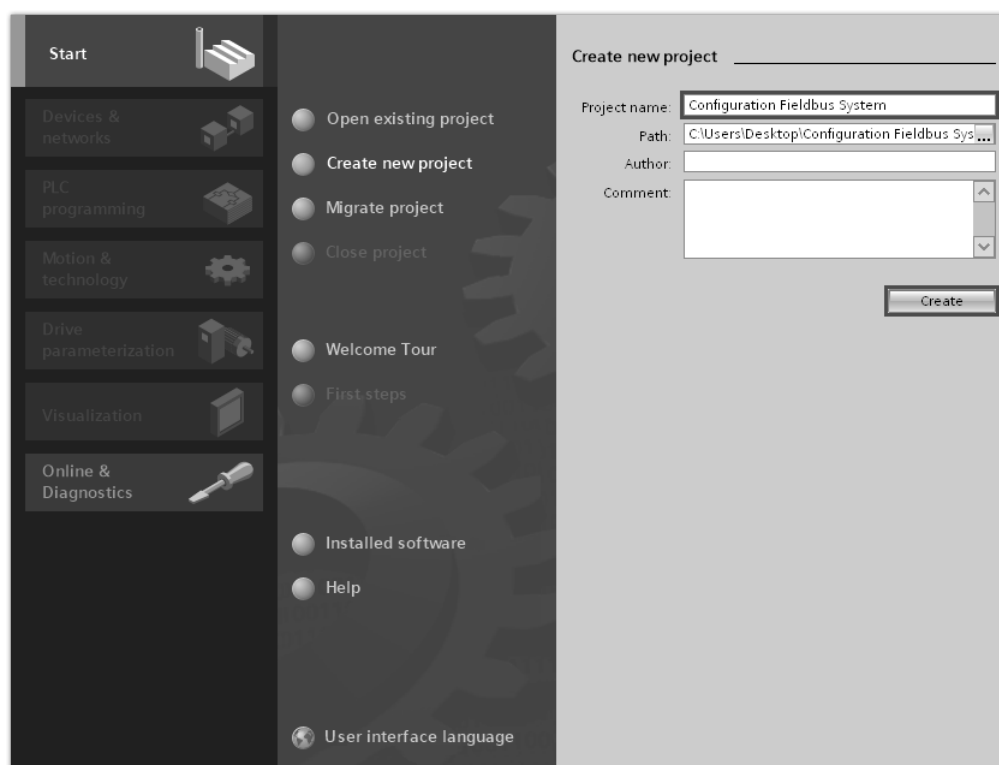 Start
Devices &
networks
PLC
programming
Motion &
technology
Drive
parameterization
Visualization
Online &
Diagnostics
Open existing project
Create new project
Migrate project
Close project
Welcome Tour
First steps
Installed software
Help
User interface language
Create new project
Project name: Configuration Fieldbus System
Path: C:\Users\Desktop\Configuration Fieldbus Sys ...
Author:
Comment:
Create